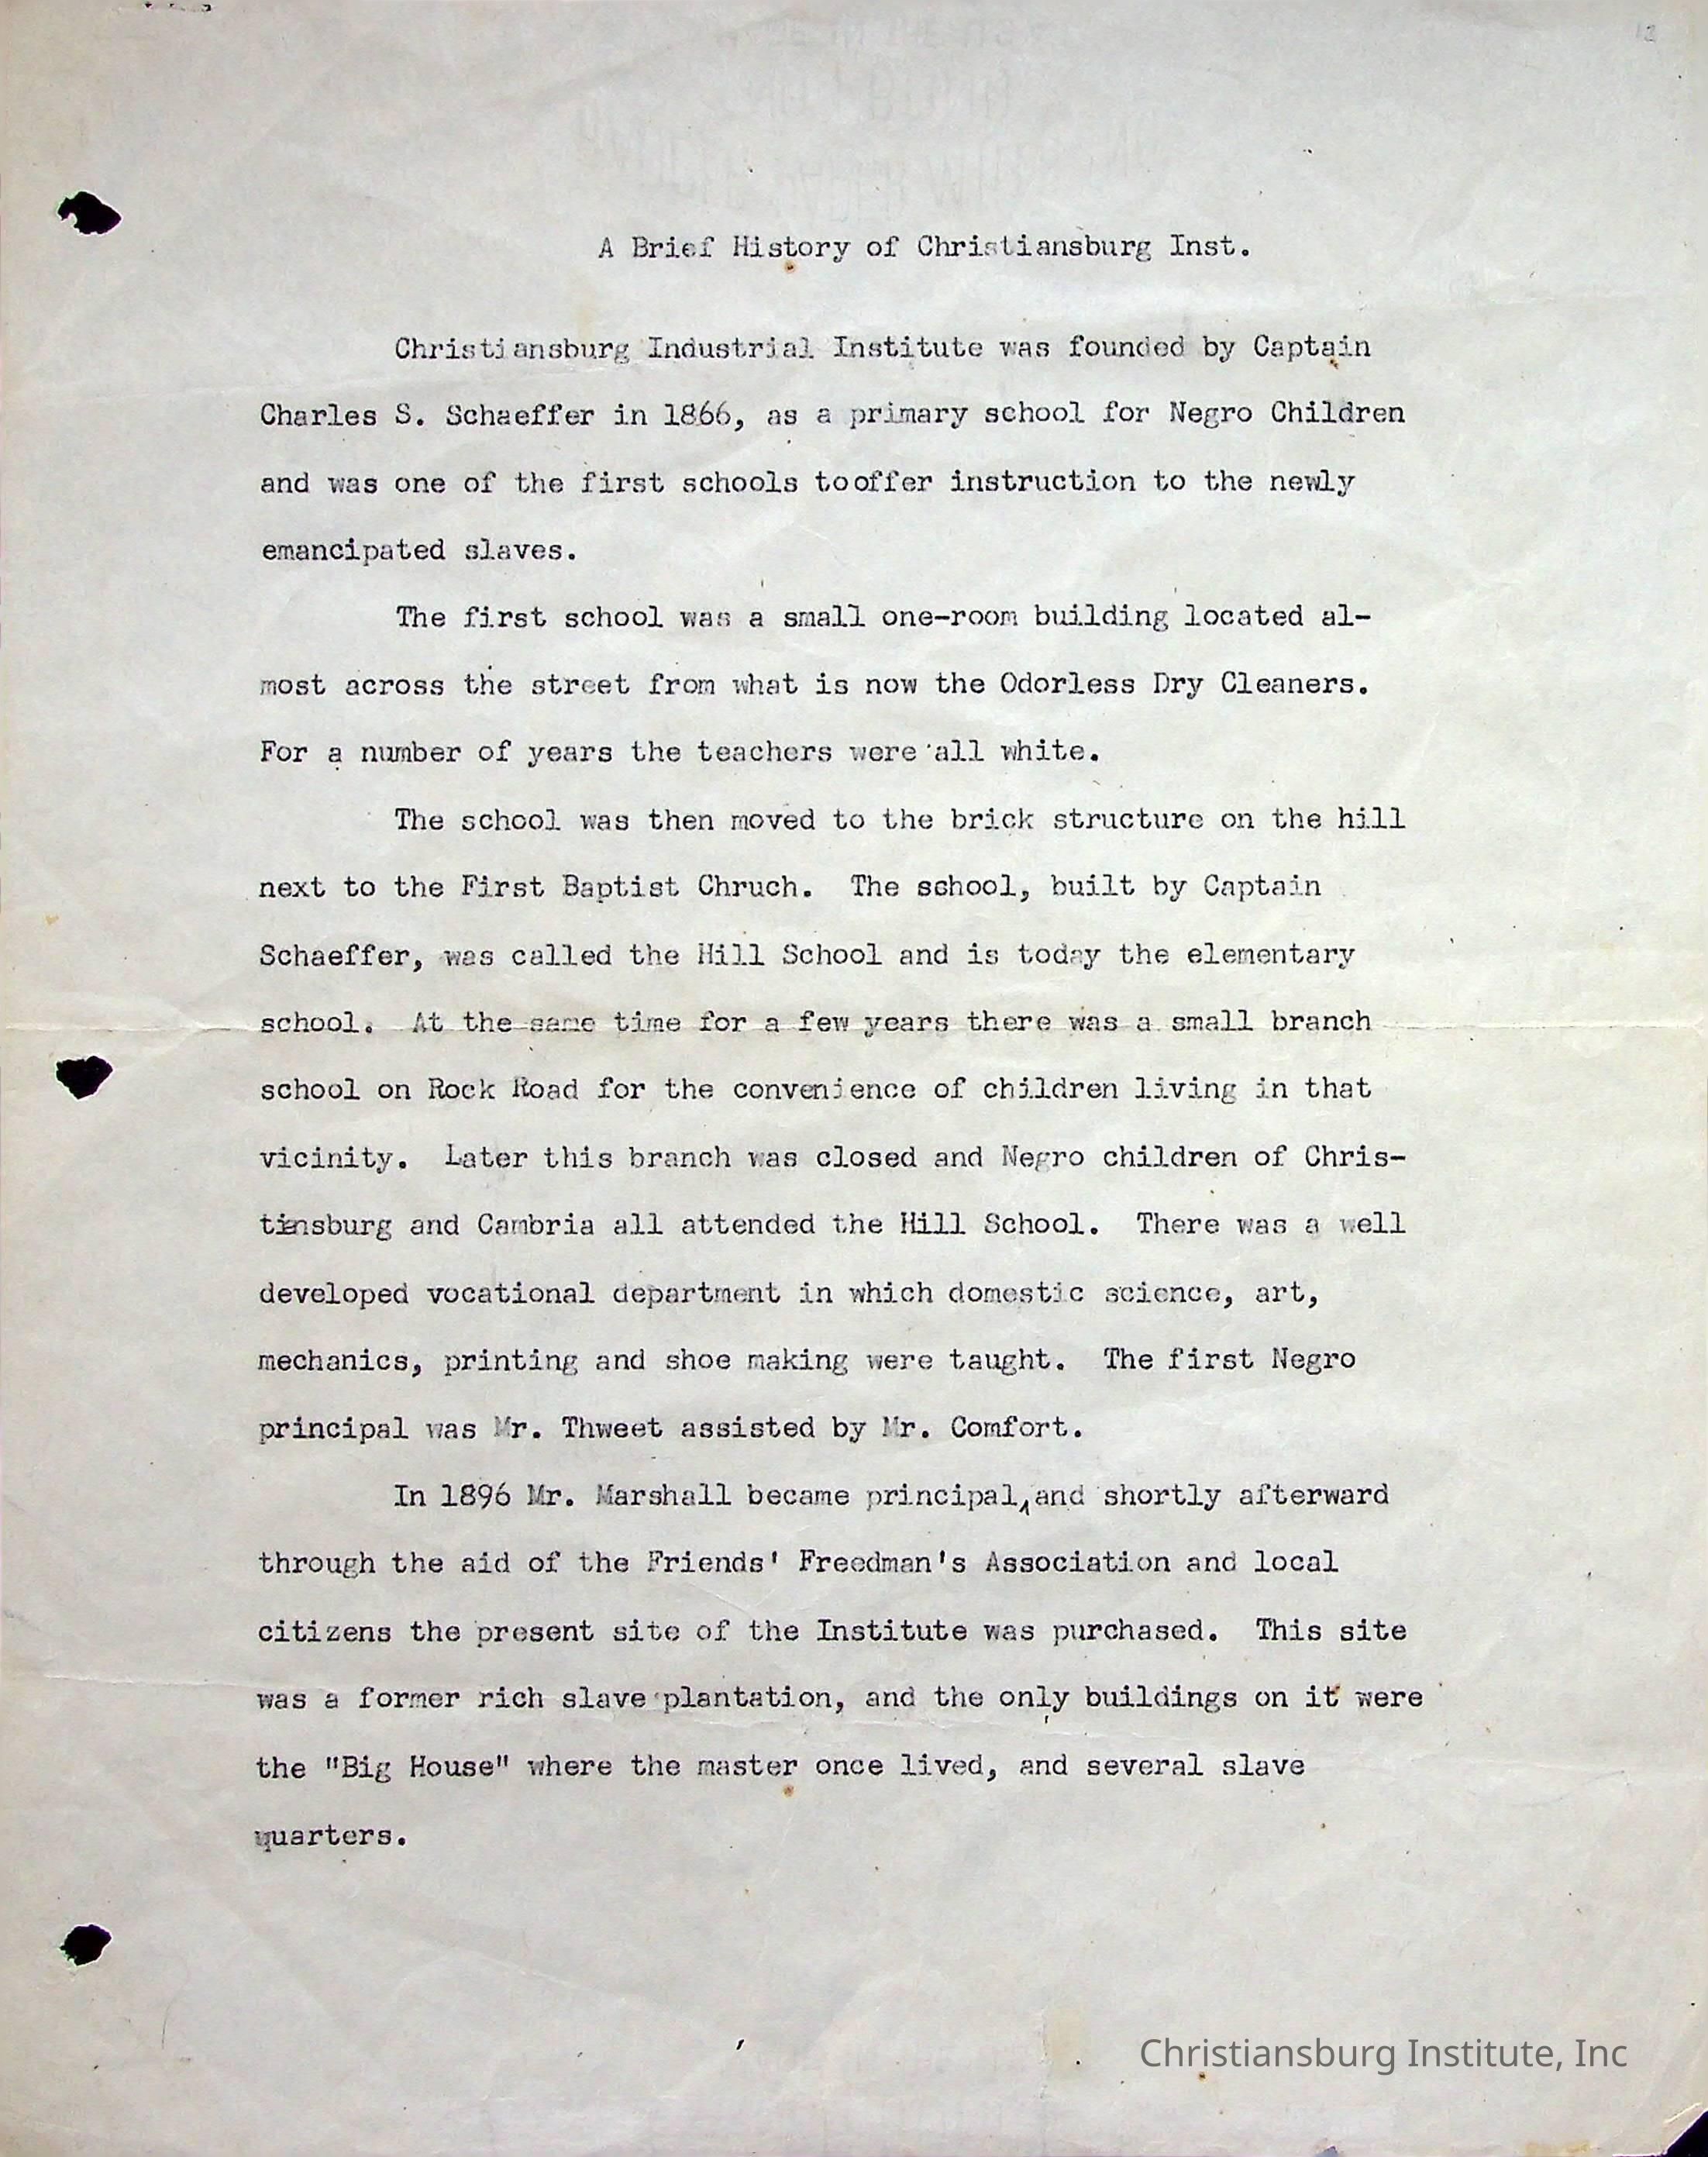 12
A Brief History of Christiansburg Inst.
Christiansburg Industrial Institute was founded by Captain
Charles S. Schaeffer in 1866, as a primary school for Negro Children
and was one of the first schools tooffer instruction to the newly
emancipated slaves.
The first school was a small one-room building located al-
most across the street from what is now the Odorless Dry Cleaners.
For a number of years the teachers were all white.
The school was then moved to the brick structure on the hill
next to the First Baptist Chruch. The school, built by Captain
Schaeffer, was called the Hill School and is today the elementary
school. At the same time for a few years there was a small branch
school on Rock Road for the convenience of children living in that
vicinity. Later this branch was closed and Negro children of Chris-
tiansburg and Cambria all attended the Hill School. There was a well
developed vocational department in which domestic science, art,
mechanics, printing and shoe making were taught. The first Negro
principal was Mr. Thweet assisted by Mr. Comfort.
In 1896 Mr. Marshall became principal, and shortly afterward
through the aid of the Friends' Freedman's Association and local
citizens the present site of the Institute was purchased. This site
was a former rich slave plantation, and the only buildings on it were
the "Big House" where the master once lived, and several slave
quarters.
Christiansburg Institute, Inc